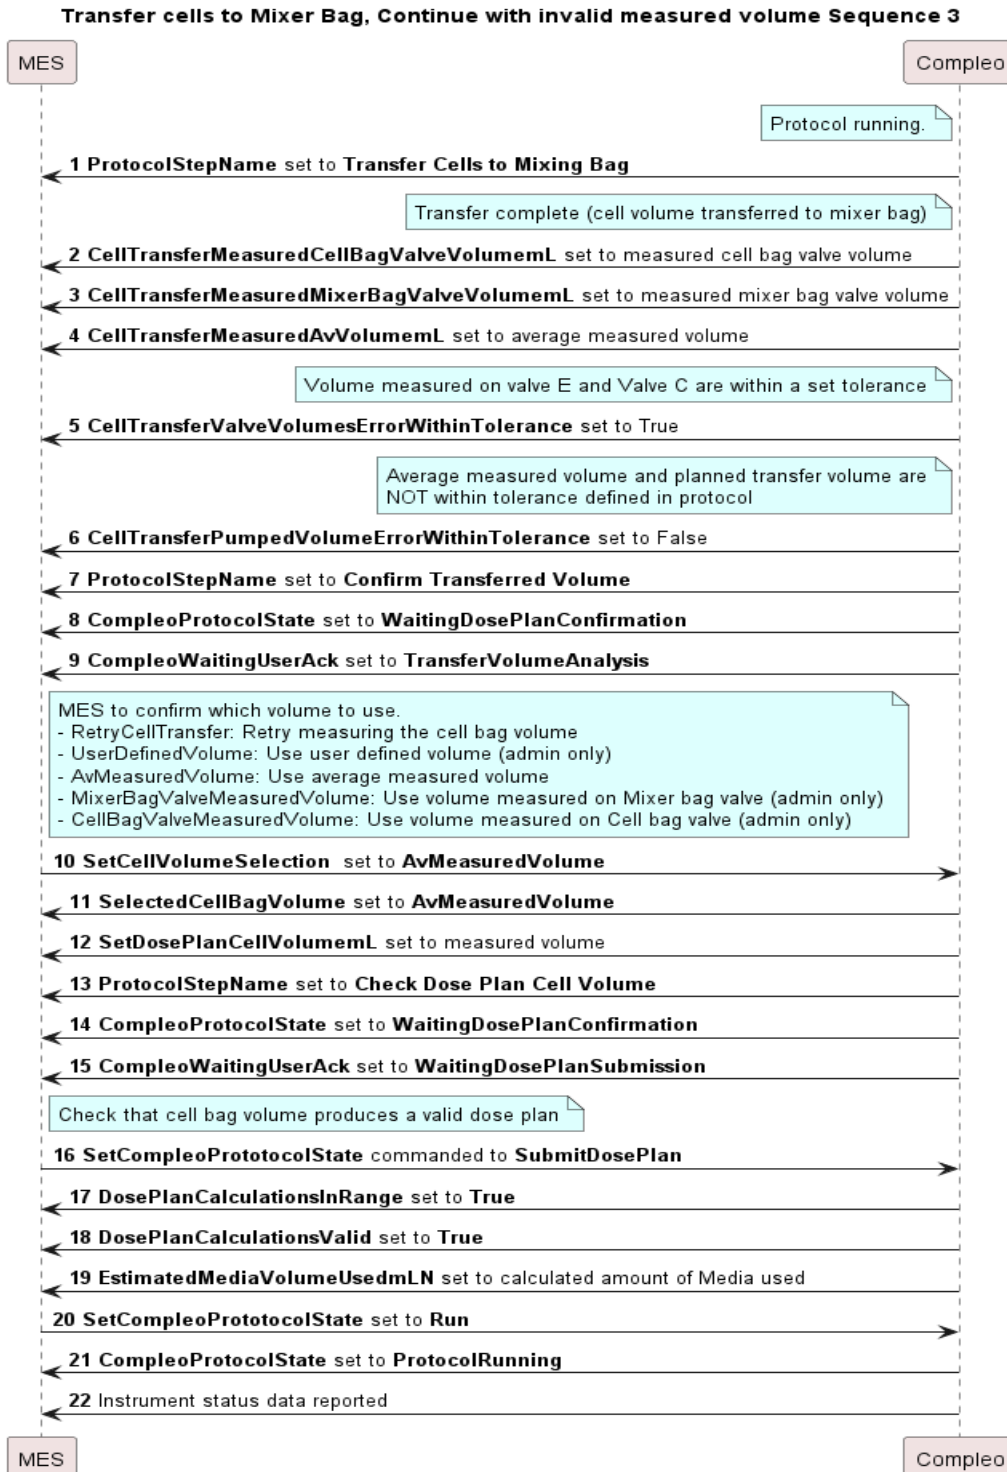 Transfer cells to Mixer Bag, Continue with invalid measured volume Sequence 3
MES
Compleo
Protocol running.
1 ProtocolStepName set to Transfer Cells to Mixing Bag
Transfer complete (cell volume transferred to mixer bag)
2 CellTransferMeasuredCellBagValveVolumemL set to measured cell bag valve volume
3 CellTransferMeasuredMixerBagValveVolumemL set to measured mixer bag valve volume
4 CellTransferMeasuredAvVolumemL set to average measured volume
Volume measured on valve E and Valve C are within a set tolerance
5 CellTransferValveVolumesErrorWithinTolerance set to True
Average measured volume and planned transfer volume are
NOT within tolerance defined in protocol
6 CellTransferPumpedVolumeErrorWithinTolerance set to False
7 ProtocolStepName set to Confirm Transferred Volume
8 CompleoProtocolState set to WaitingDosePlanConfirmation
9 CompleoWaitingUserAck set to TransferVolumeAnalysis
MES to confirm which volume to use.
- RetryCellTransfer: Retry measuring the cell bag volume
- UserDefinedVolume: Use user defined volume (admin only)
- AvMeasuredVolume: Use average measured volume
- MixerBagValveMeasuredVolume: Use volume measured on Mixer bag valve (admin only)
- CellBagValveMeasuredVolume: Use volume measured on Cell bag valve (admin only)
10 SetCellVolumeSelection set to AvMeasuredVolume
11 SelectedCellBagVolume set to AvMeasuredVolume
12 SetDosePlanCellVolumemL set to measured volume
13 ProtocolStepName set to Check Dose Plan Cell Volume
14 CompleoProtocolState set to WaitingDosePlanConfirmation
15 CompleoWaitingUserAck set to WaitingDosePlanSubmission
Check that cell bag volume produces a valid dose plan
16 SetCompleoPrototocolState commanded to SubmitDosePlan
17 DosePlanCalculationsInRange set to True
18 DosePlanCalculationsValid set to True
19 EstimatedMediaVolumeUsedmLN set to calculated amount of Media used
20 SetCompleoPrototocolState set to Run
21 CompleoProtocolState set to ProtocolRunning
22 Instrument status data reported
MES
Compleo